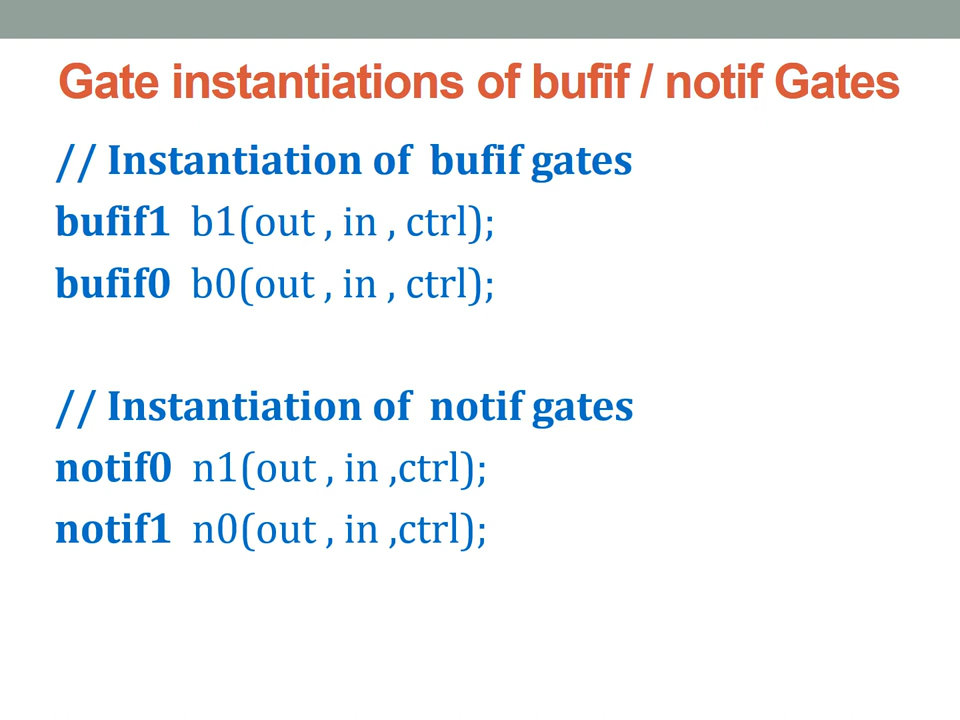 Gate instantiations of bufif / notif Gates
// Instantiation of  bufif gates
bufif1  b1(out , in , ctrl);
bufif0  b0(out , in , ctrl);
// Instantiation of  notif gates
notif0  n1(out , in ,ctrl);
notif1  n0(out , in ,ctrl);